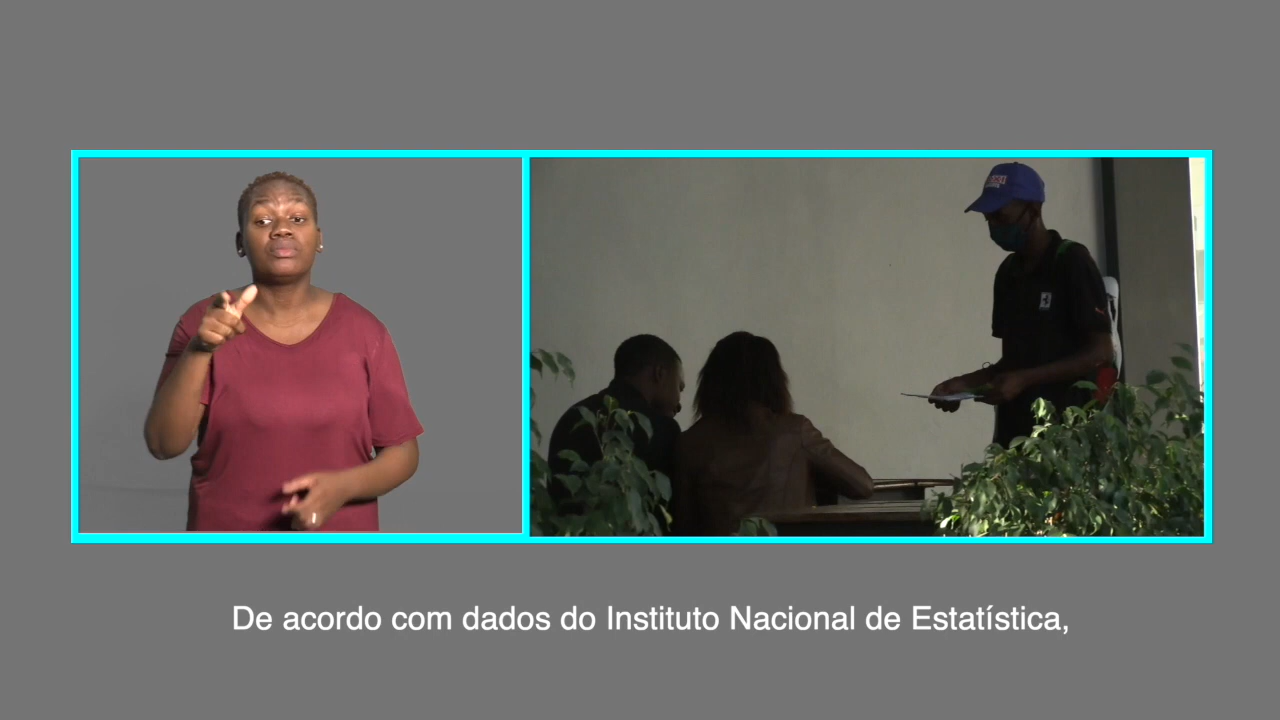 De acordo com dados do Instituto Nacional de Estatística,